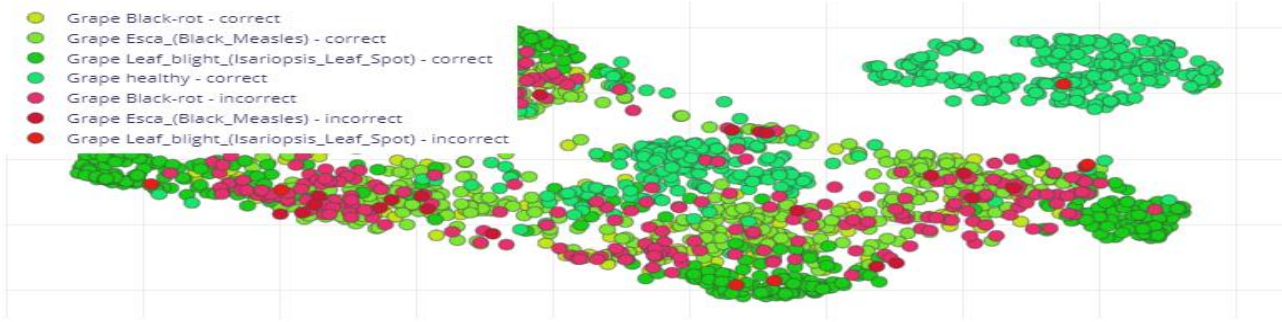 Grape Black-rot - correct
Grape Esca_(Black_Measles) - correct
Grape Leaf_blight_(Isariopsis_Leaf_Spot) - correct
Grape healthy - correct
Grape Black-rot - incorrect
Grape Esca_(Black_Measles) - incorrect
Grape Leaf_blight_(Isariopsis_Leaf_Spot) - incorrect